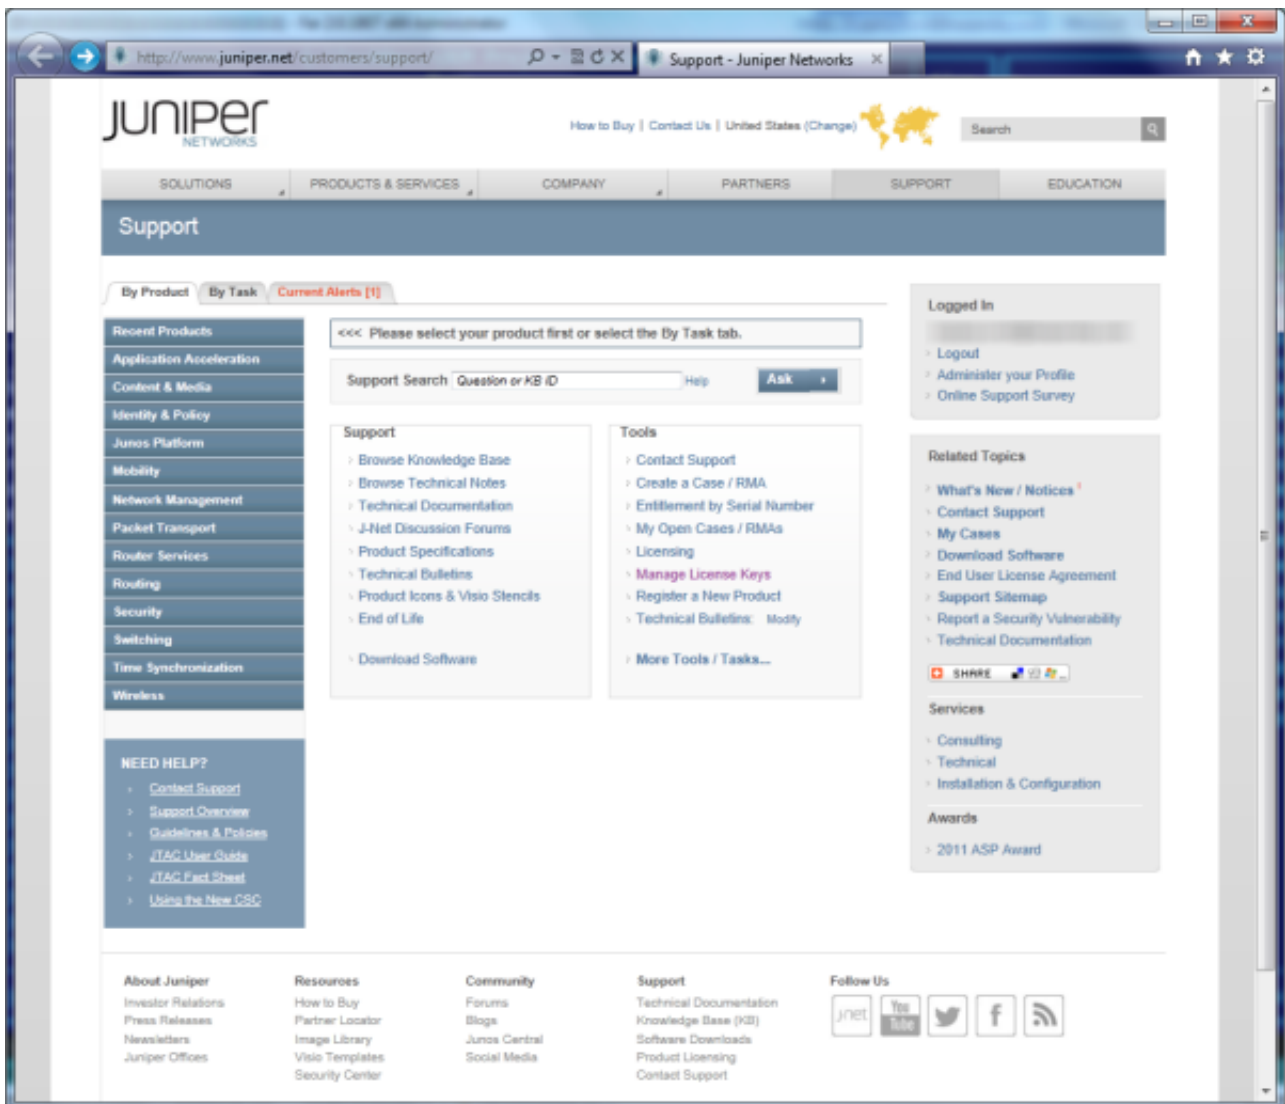 http://www.juniper.net/customers/support/
Support - Juniper Networks
JUNIPER
NETWORKS
How to Buy | Contact Us | United States (Change)
Search
SOLUTIONS
PRODUCTS & SERVICES
COMPANY
PARTNERS
SUPPORT
EDUCATION
Support
By Product
By Task
Current Alerts [1]
Recent Products
Application Acceleration
Content & Media
Identity & Policy
Junos Platform
Mobility
Network Management
Packet Transport
Router Services
Routing
Security
Switching
Time Synchronization
Wireless
NEED HELP?
Contact Support
Support Overview
Guidelines & Policies
JTAC User Guide
JTAC Fact Sheet
Using the New CSC
<<< Please select your product first or select the By Task tab.
Support Search Question or KB ID Help Ask
Support
Browse Knowledge Base
Browse Technical Notes
Technical Documentation
J-Net Discussion Forums
Product Specifications
Technical Bulletins
Product Icons & Visio Stencils
End of Life
Download Software
Tools
Contact Support
Create a Case / RMA
Entitlement by Serial Number
My Open Cases / RMAs
Licensing
Manage License Keys
Register a New Product
Technical Bulletins: Modify
More Tools / Tasks...
Logged In
Logout
Administer your Profile
Online Support Survey
Related Topics
What's New / Notices !
Contact Support
My Cases
Download Software
End User License Agreement
Support Sitemap
Report a Security Vulnerability
Technical Documentation
SHARE
Services
Consulting
Technical
Installation & Configuration
Awards
2011 ASP Award
About Juniper
Investor Relations
Press Releases
Newsletters
Juniper Offices
Resources
How to Buy
Partner Locator
Image Library
Visio Templates
Security Center
Community
Forums
Blogs
Junos Central
Social Media
Support
Technical Documentation
Knowledge Base (KB)
Software Downloads
Product Licensing
Contact Support
Follow Us
J-net
You
Tube